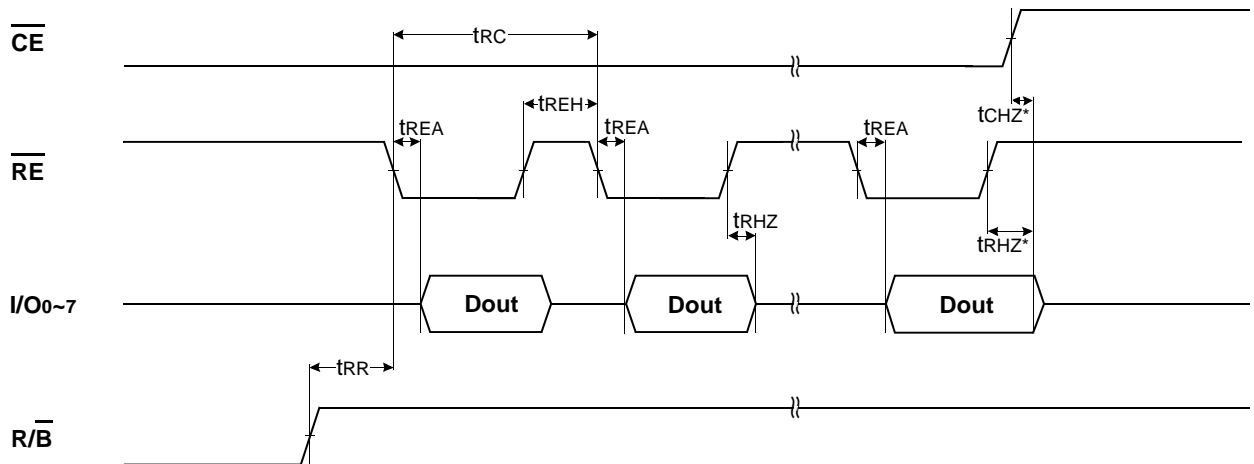 CE
tRC
tREH
tCHZ*
tREA
tREA
tREA
RE
tRHZ
tRHZ*
I/O0~7
Dout
Dout
Dout
tRR
R/B